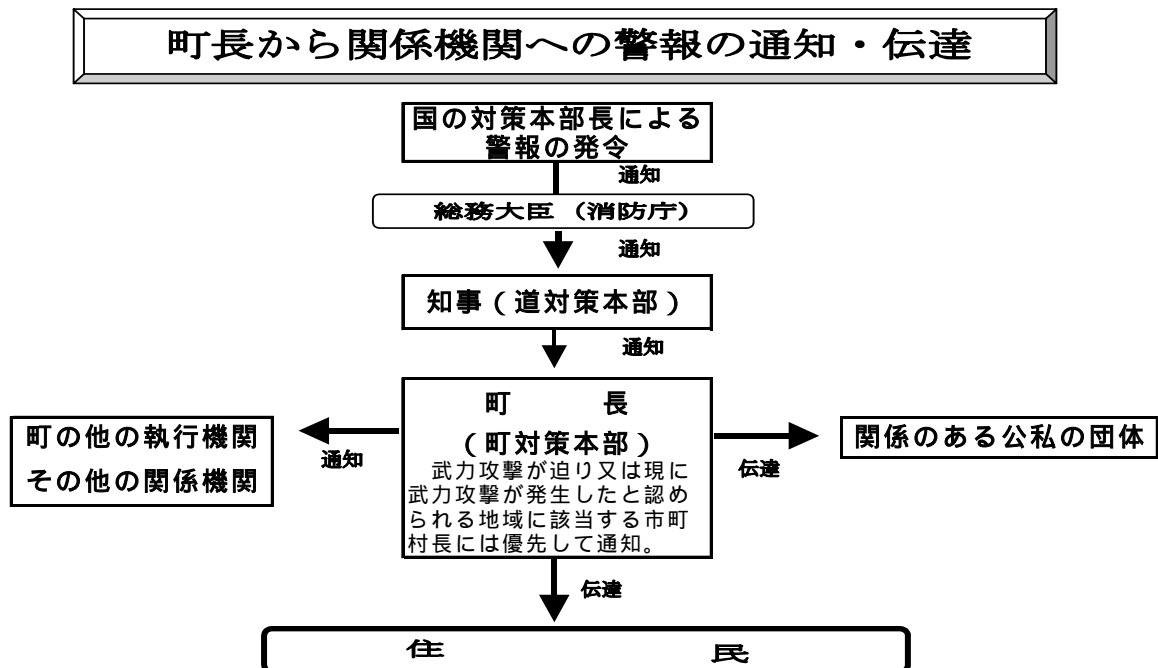 町長から関係機関への警報の通知・伝達
国の対策本部長による
警報の発令
通知
総務大臣（消防庁）
通知
知事（道対策本部）
通知
町　　　長
（町対策本部）
武力攻撃が迫り又は現に
武力攻撃が発生したと認め
られる地域に該当する市町
村長には優先して通知。
通知
町の他の執行機関
その他の関係機関
伝達
関係のある公私の団体
伝達
住　　　　　民